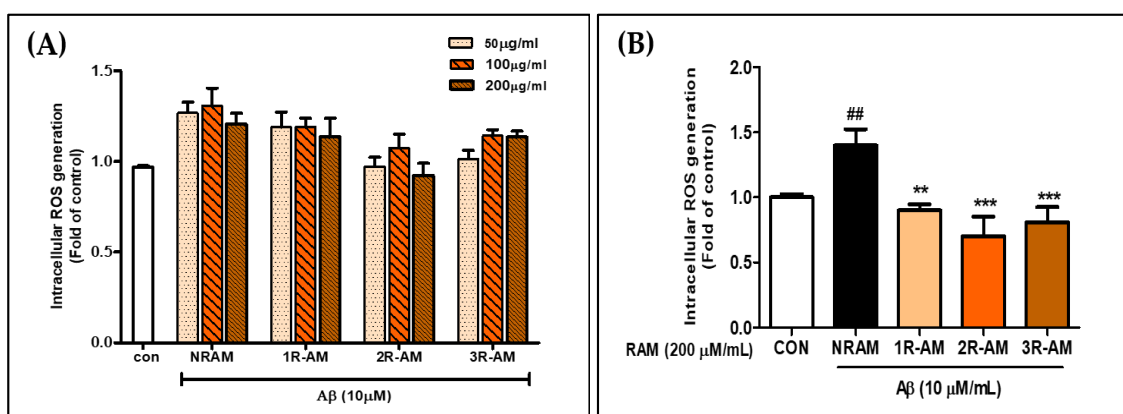 (A)
50μg/ml
100μg/ml
200μg/ml
Intracellular ROS generation
(Fold of control)
1.5
1.0
0.5
0.0
con NRAM 1R-AM 2R-AM 3R-AM
Aβ (10μM)
(B)
Intracellular ROS generation
(Fold of control)
2.0
1.5
1.0
0.5
0.0
##
**
***
***
RAM (200 μM/mL) CON NRAM 1R-AM 2R-AM 3R-AM
Aβ (10 μM/mL)